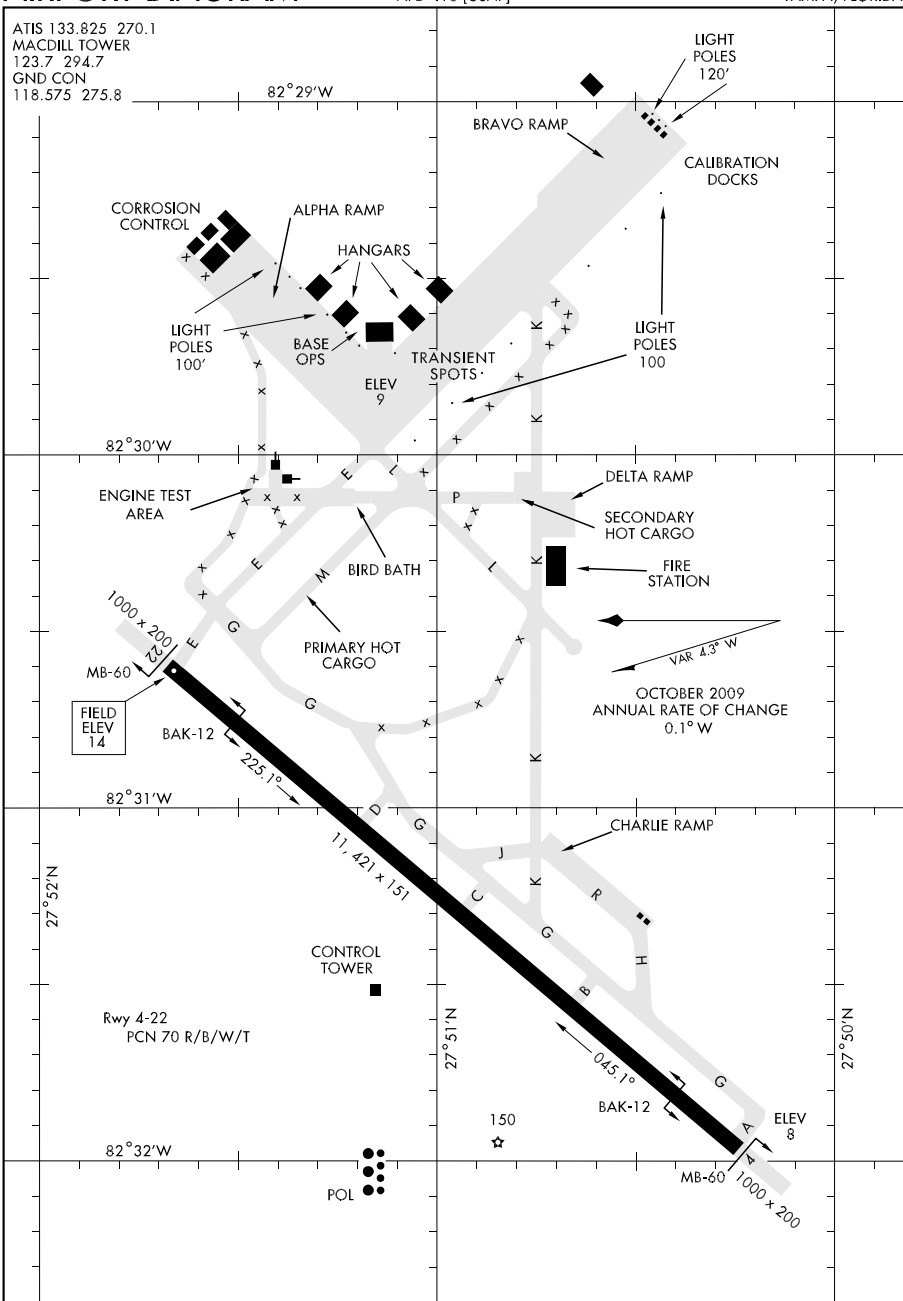 ATIS 133.825 270.1
MACDILL TOWER
123.7 294.7
GND CON
118.575 275.8
82°29'W
LIGHT
POLES
120'
BRAVO RAMP
CALIBRATION
DOCKS
CORROSION
CONTROL
ALPHA RAMP
HANGARS
LIGHT
POLES
100'
BASE
OPS
ELEV
9
TRANSIENT
SPOTS
LIGHT
POLES
100
K
K
82°30'W
E
L
P
ENGINE TEST
AREA
DELTA RAMP
SECONDARY
HOT CARGO
BIRD BATH
E
M
L
K
FIRE
STATION
1000 x 200
22
E
G
PRIMARY HOT
CARGO
MB-60
VAR 4.3° W
FIELD
ELEV
14
OCTOBER 2009
ANNUAL RATE OF CHANGE
0.1° W
G
BAK-12
225.1°
K
82°31'W
D
G
CHARLIE RAMP
11, 421 x 151
J
K
R
C
27°52'N
G
H
CONTROL
TOWER
B
Rwy 4-22
PCN 70 R/B/W/T
27°51'N
27°50'N
045.1°
G
BAK-12
A
ELEV
8
150
82°32'W
4
MB-60
1000 x 200
POL